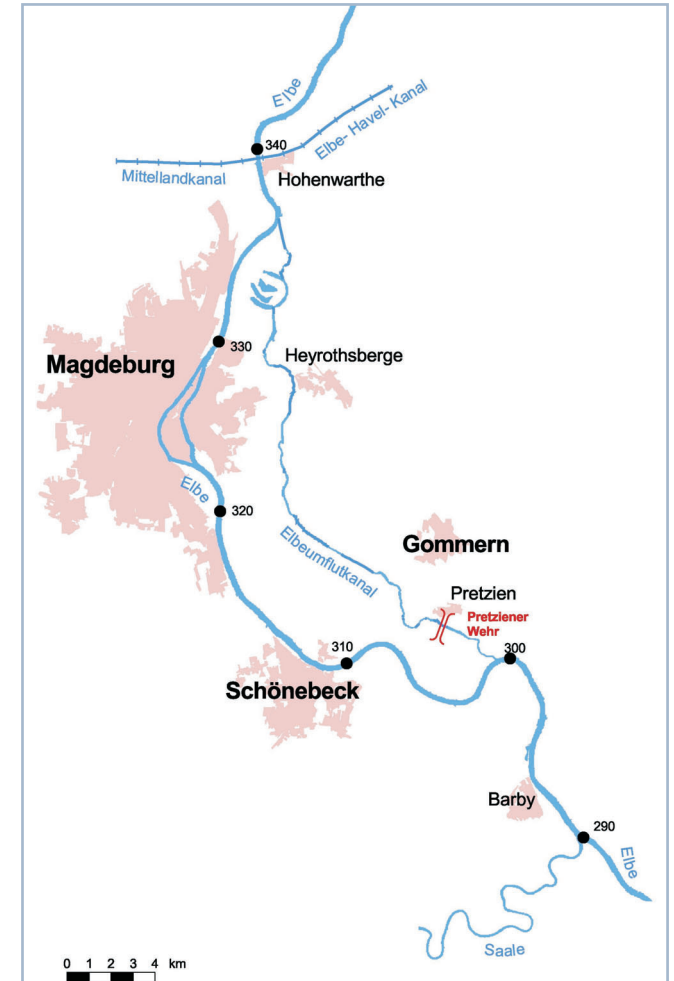 Elbe
340
Elbe- Havel- Kanal
Mittellandkanal
Hohenwarthe
330
Heyrothsberge
Magdeburg
Elbe
320
Elbeumflutkanal
Gommern
Pretzien
Pretziener
Wehr
310
300
Schönebeck
Barby
290
Elbe
Saale
0 1 2 3 4 km